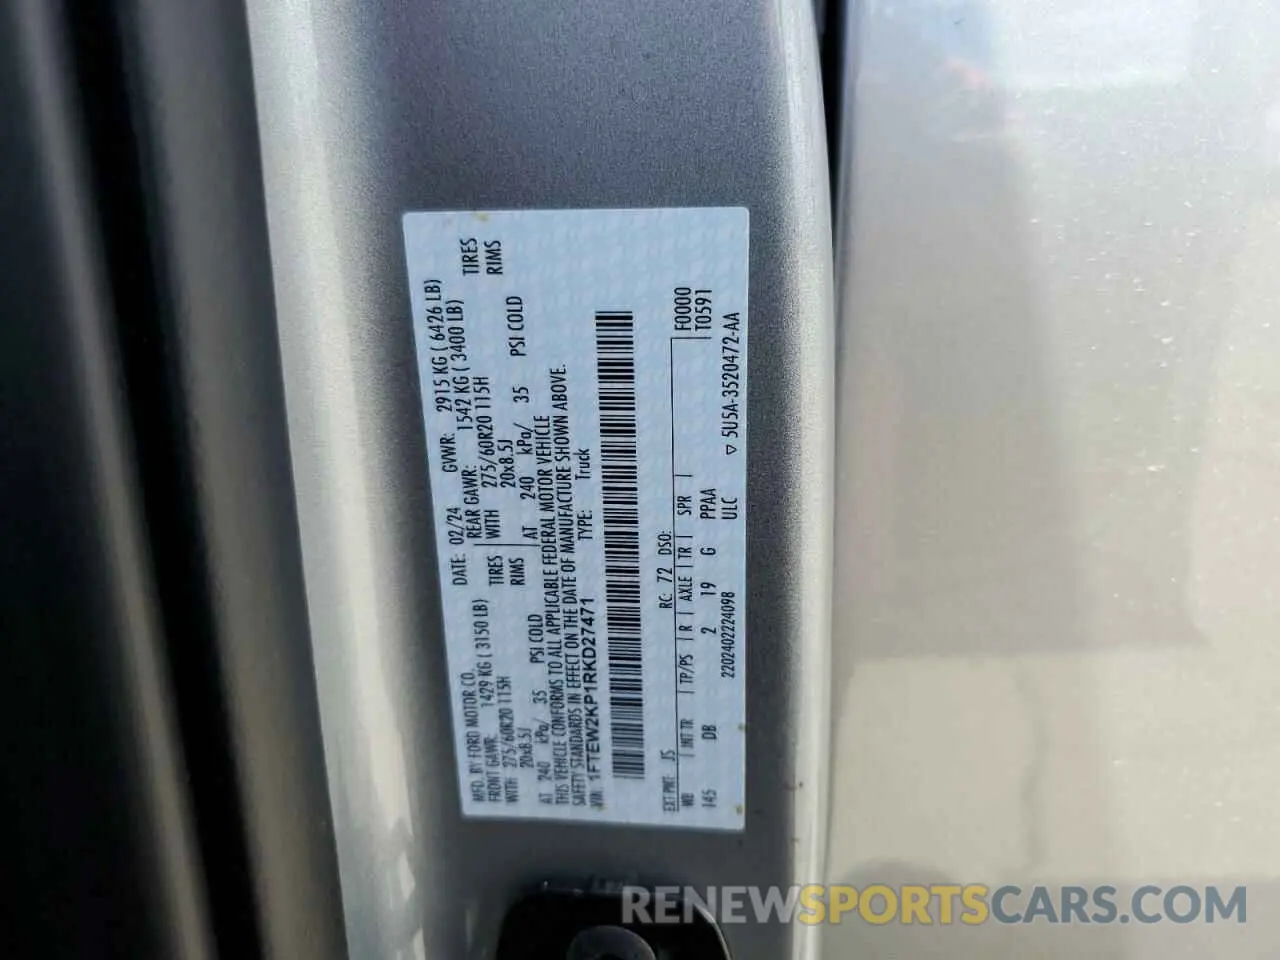 MFD. BY FORD MOTOR CO. DATE: 02/24 GVWR: 2915 KG ( 6426 LB)
FRONT GAWR: 1429 KG ( 3150 LB) REAR GAWR: 1542 KG ( 3400 LB)
WITH 275/60R20 115H TIRES WITH 275/60R20 115H TIRES
20x8.5J RIMS 20x8.5J RIMS
AT 240 kPa/ 35 PSI COLD AT 240 kPa/ 35 PSI COLD
THIS VEHICLE CONFORMS TO ALL APPLICABLE FEDERAL MOTOR VEHICLE
SAFETY STANDARDS IN EFFECT ON THE DATE OF MANUFACTURE SHOWN ABOVE.
VIN: 1FTEW2KP1RKD27471 TYPE: Truck
EXT PNT: JS RC: 72 DSO:
WB INT TR TP/PS R AXLE TR SPR F0000
145 DB 2 19 G PPAA T0591
2202402224098 ULC ▽ 5U5A-3520472-AA
RENEWSPORTSCARS.COM